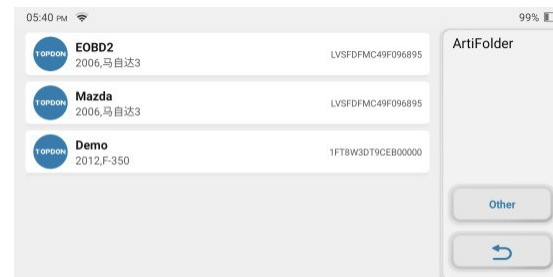 05:40 PM
99%
ArtiFolder
TOPDON
EOBD2
2006,马自达3
LVSFDFMC49F096895
TOPDON
Mazda
2006,马自达3
LVSFDFMC49F096895
TOPDON
Demo
2012,F-350
1FT8W3DT9CEB00000
Other